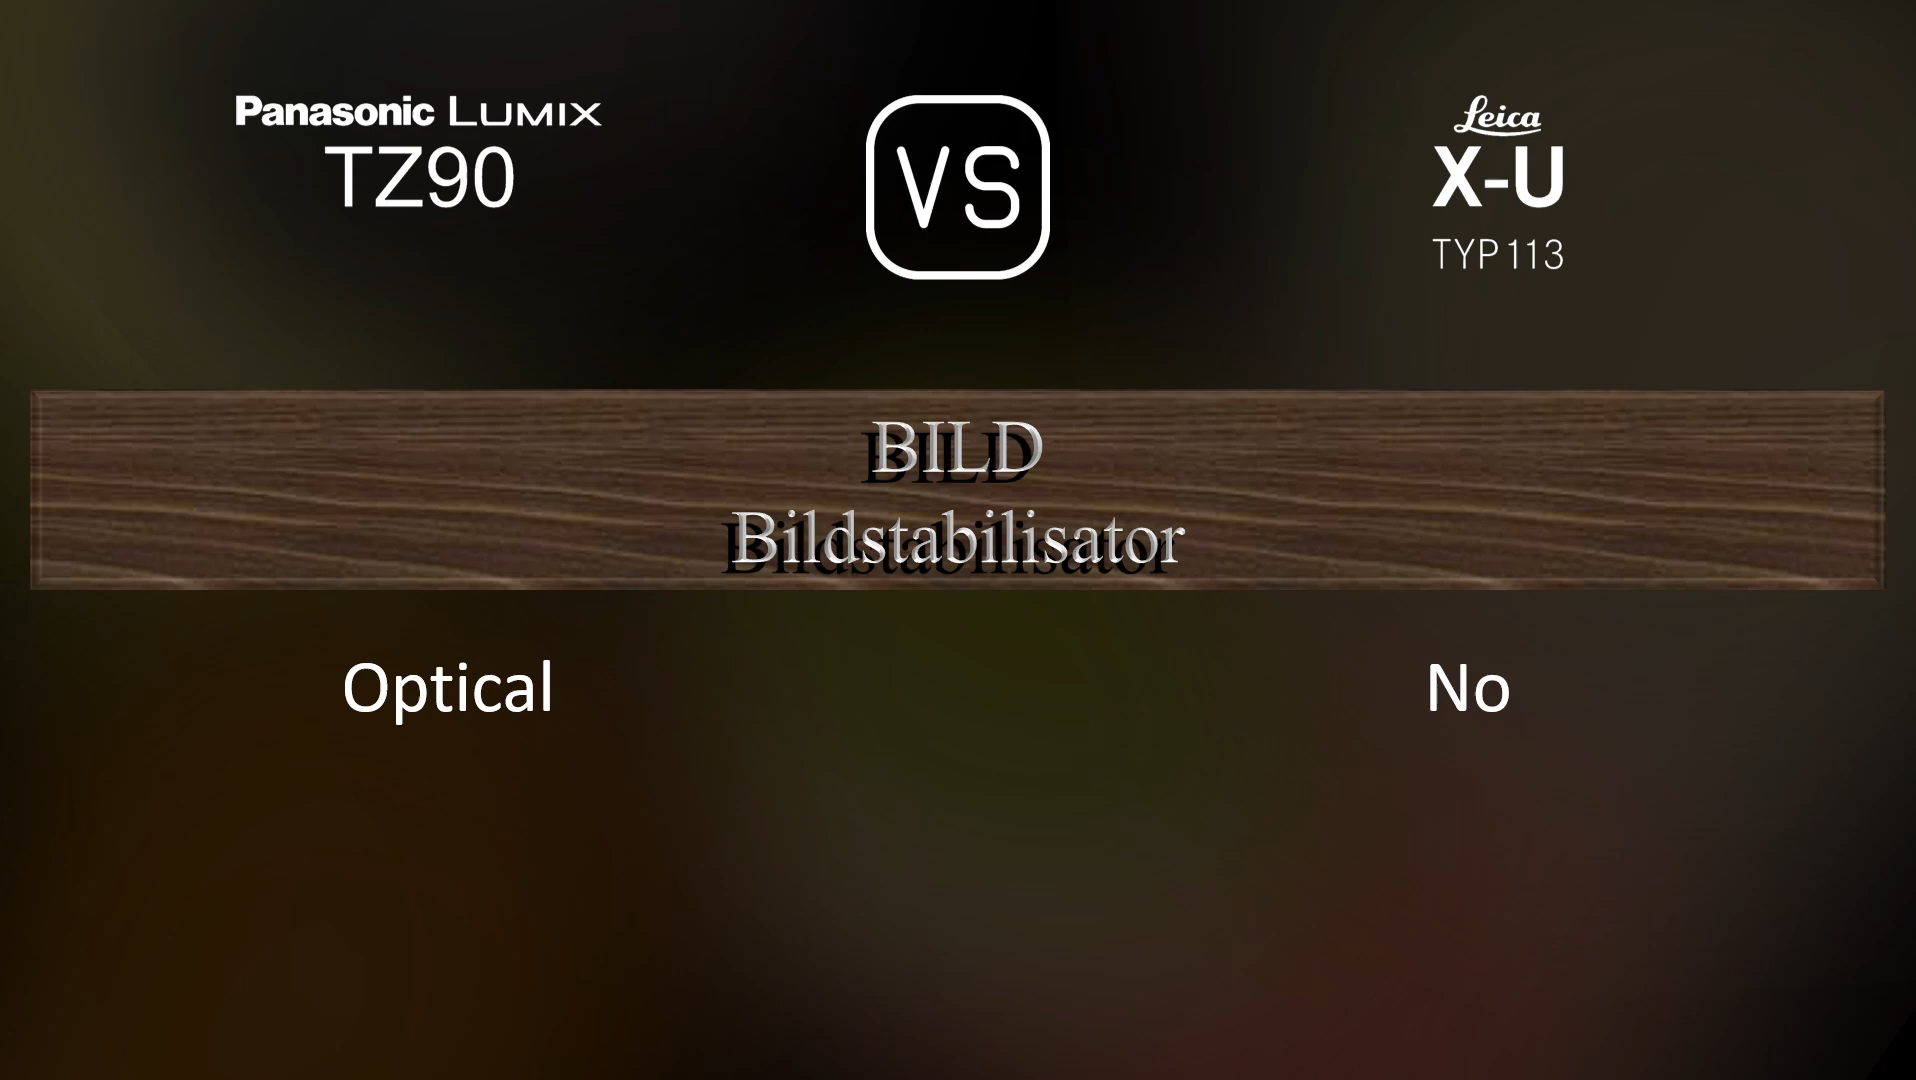 Panasonic LUMIX
TZ90
VS
Leica
X-U
TYP 113
BILD
Bildstabilisator
Optical
No